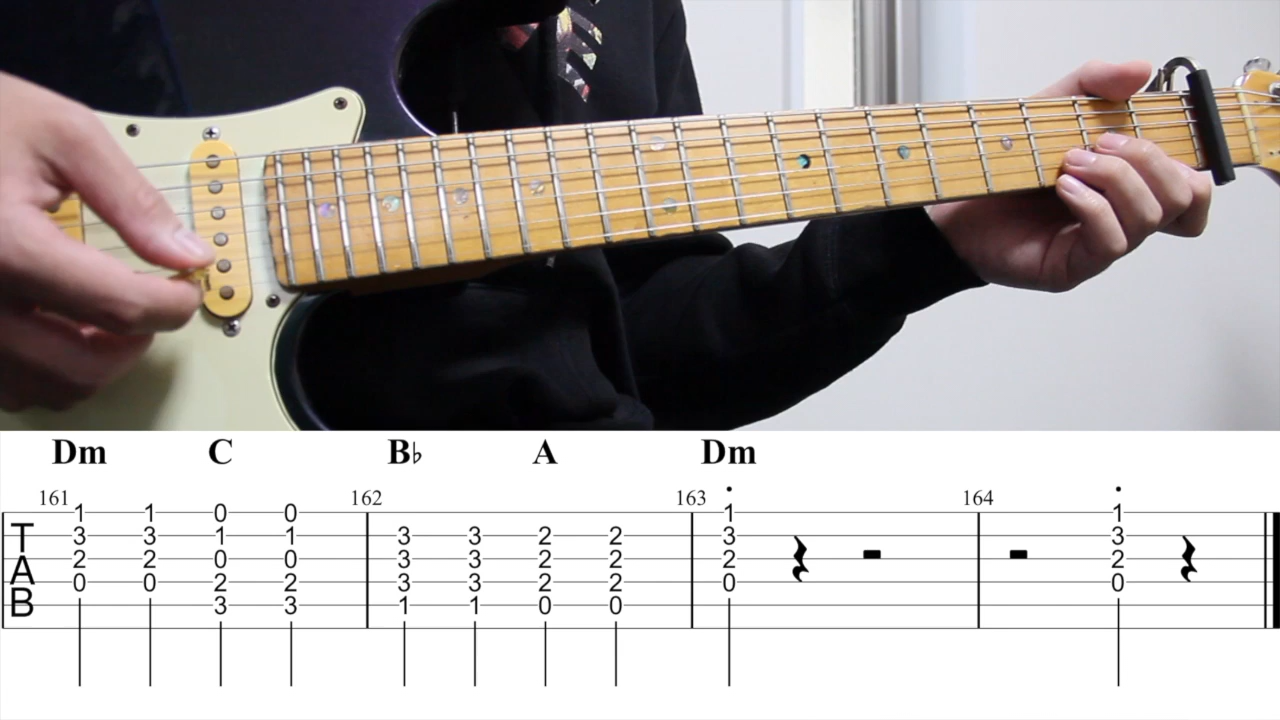 Dm C B♭ A Dm
161 162 163 164
1 1 0 0 1 1
T 3 3 1 1 3 3 2 2 3 3
A 2 2 0 0 3 3 2 2 2 2
0 0 2 2 3 3 2 2 0 0
B 3 3 1 1 0 0